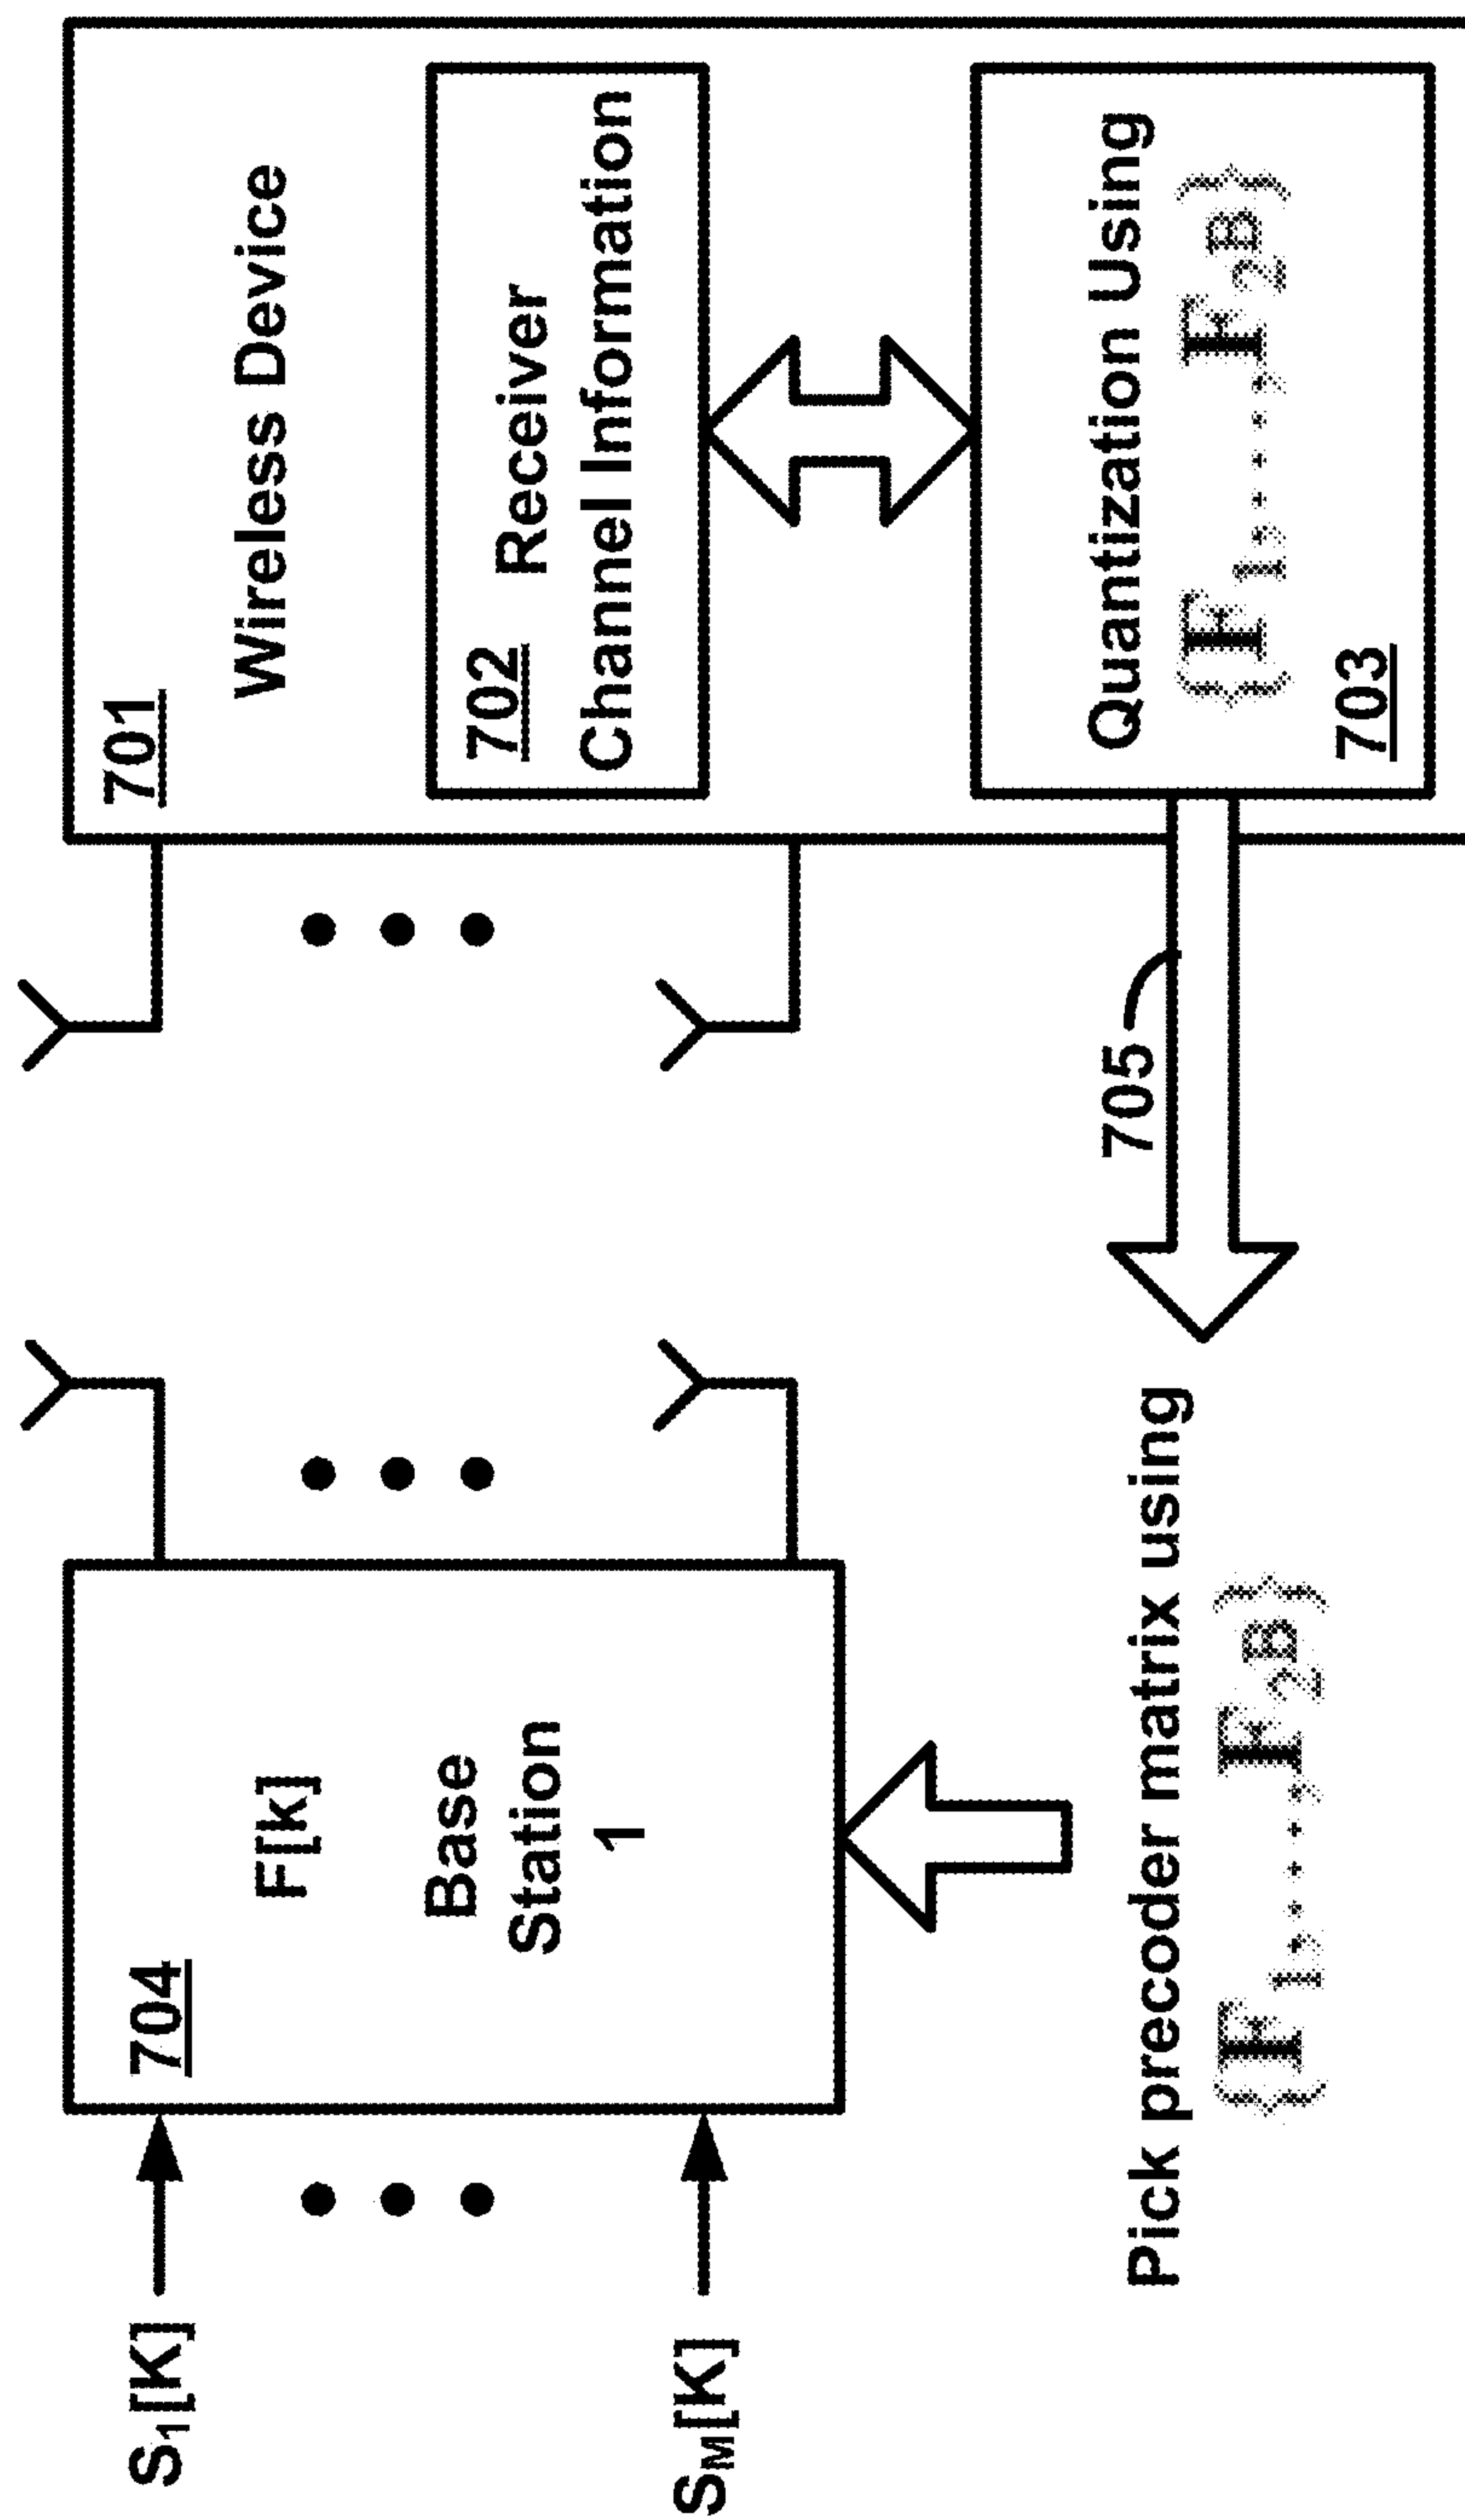 S1[K]
SM[K]
704
F[k]
Base
Station
1
Pick precoder matrix using
{F1,...,F2B}
705
701
Wireless Device
702 Receiver
Channel Information
Quantization Using
{F1,...,F2B}
703